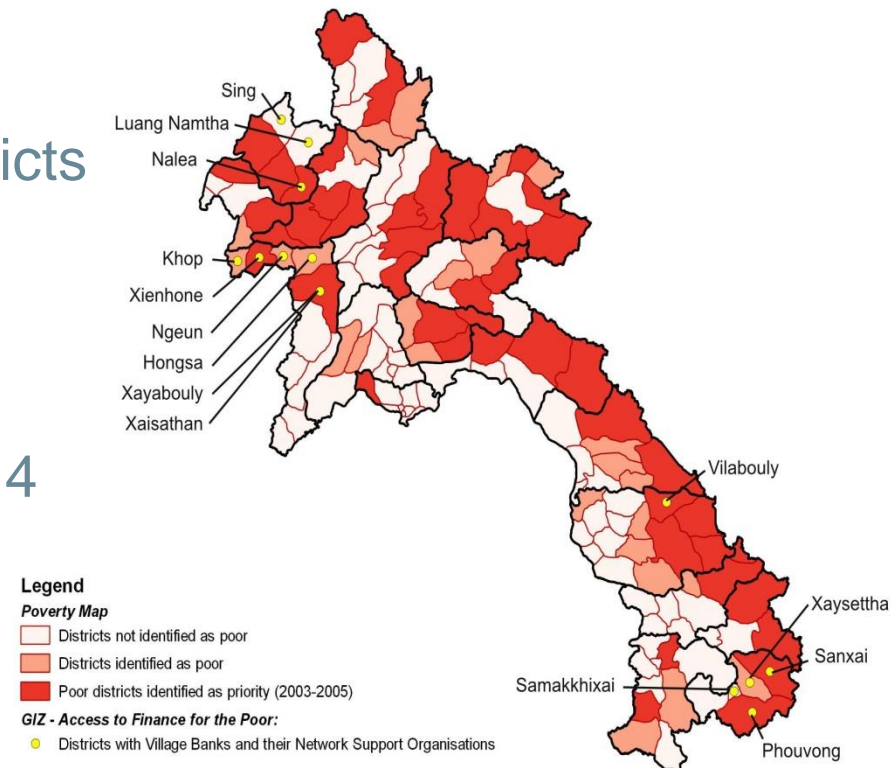 icts
4
Sing
Luang Namtha
Nalea
Khop
Xienhone
Ngeun
Hongsa
Xayabouly
Xaisathan
Vilabouly
Xaysettha
Sanxai
Samakkhixai
Phouvong
Legend
Poverty Map
Districts not identified as poor
Districts identified as poor
Poor districts identified as priority (2003-2005)
GIZ - Access to Finance for the Poor:
Districts with Village Banks and their Network Support Organisations